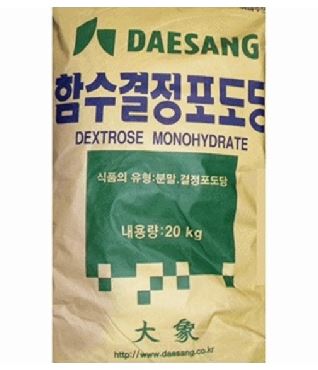 DAESANG
함수결정포도당
DEXTROSE MONOHYDRATE
식품의 유형:분말.결정포도당
내용량:20 kg
大象
http://www.daesang.co.kr